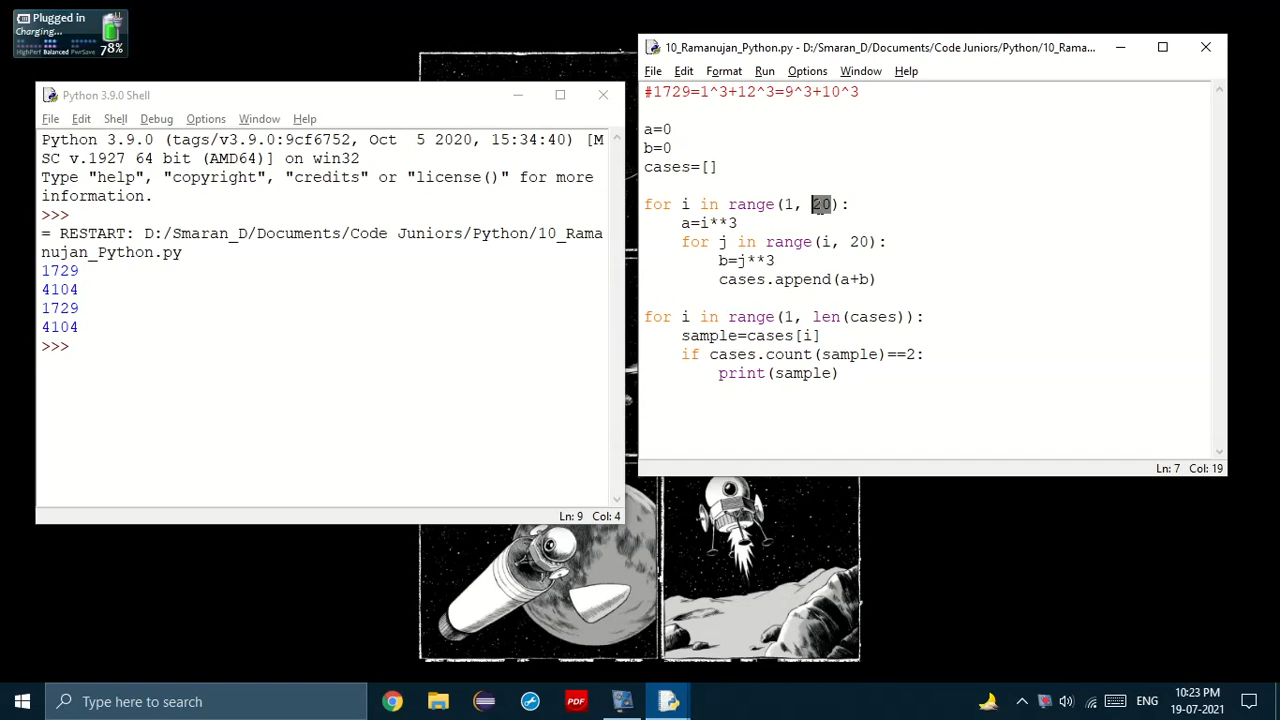 Plugged in
Charging...
HighPerf Balanced PwrSave
78%
Python 3.9.0 Shell
File Edit Shell Debug Options Window Help
Python 3.9.0 (tags/v3.9.0:9cf6752, Oct  5 2020, 15:34:40) [M
SC v.1927 64 bit (AMD64)] on win32
Type "help", "copyright", "credits" or "license()" for more
information.
>>>
= RESTART: D:/Smaran_D/Documents/Code Juniors/Python/10_Rama
nujan_Python.py
1729
4104
1729
4104
>>>
Ln: 9 Col: 4
10_Ramanujan_Python.py - D:/Smaran_D/Documents/Code Juniors/Python/10_Rama...
File Edit Format Run Options Window Help
#1729=1^3+12^3=9^3+10^3
a=0
b=0
cases=[]
for i in range(1, 20):
    a=i**3
    for j in range(i, 20):
        b=j**3
        cases.append(a+b)
for i in range(1, len(cases)):
    sample=cases[i]
    if cases.count(sample)==2:
        print(sample)
Ln: 7 Col: 19
Type here to search
PDF
ENG
10:23 PM
19-07-2021